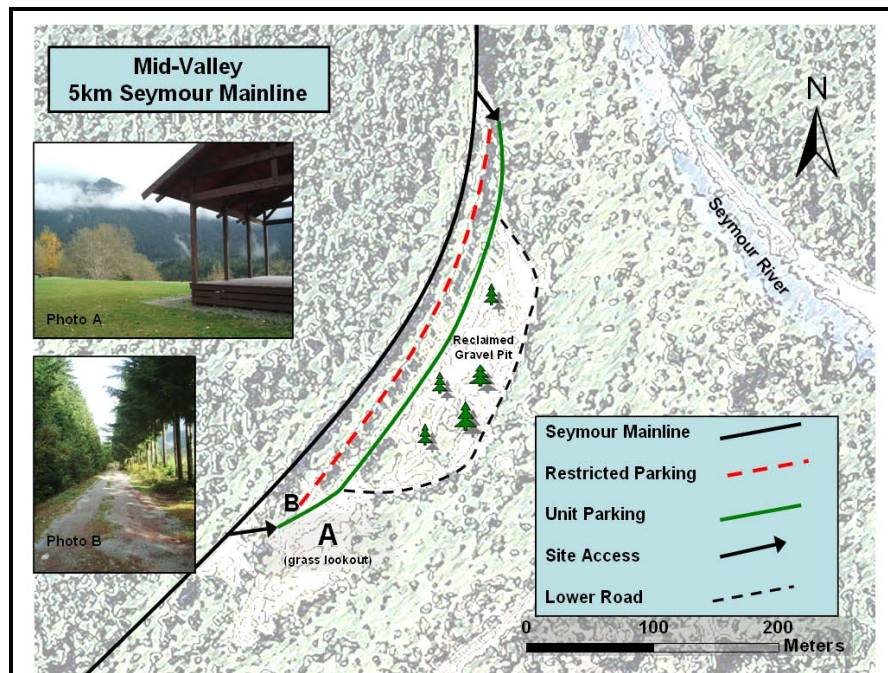 Mid-Valley
5km Seymour Mainline
N
Photo A
Seymour River
Reclaimed
Gravel Pit
Photo B
B
A
(grass lookout)
Seymour Mainline
Restricted Parking
Unit Parking
Site Access
Lower Road
0 100 200
Meters